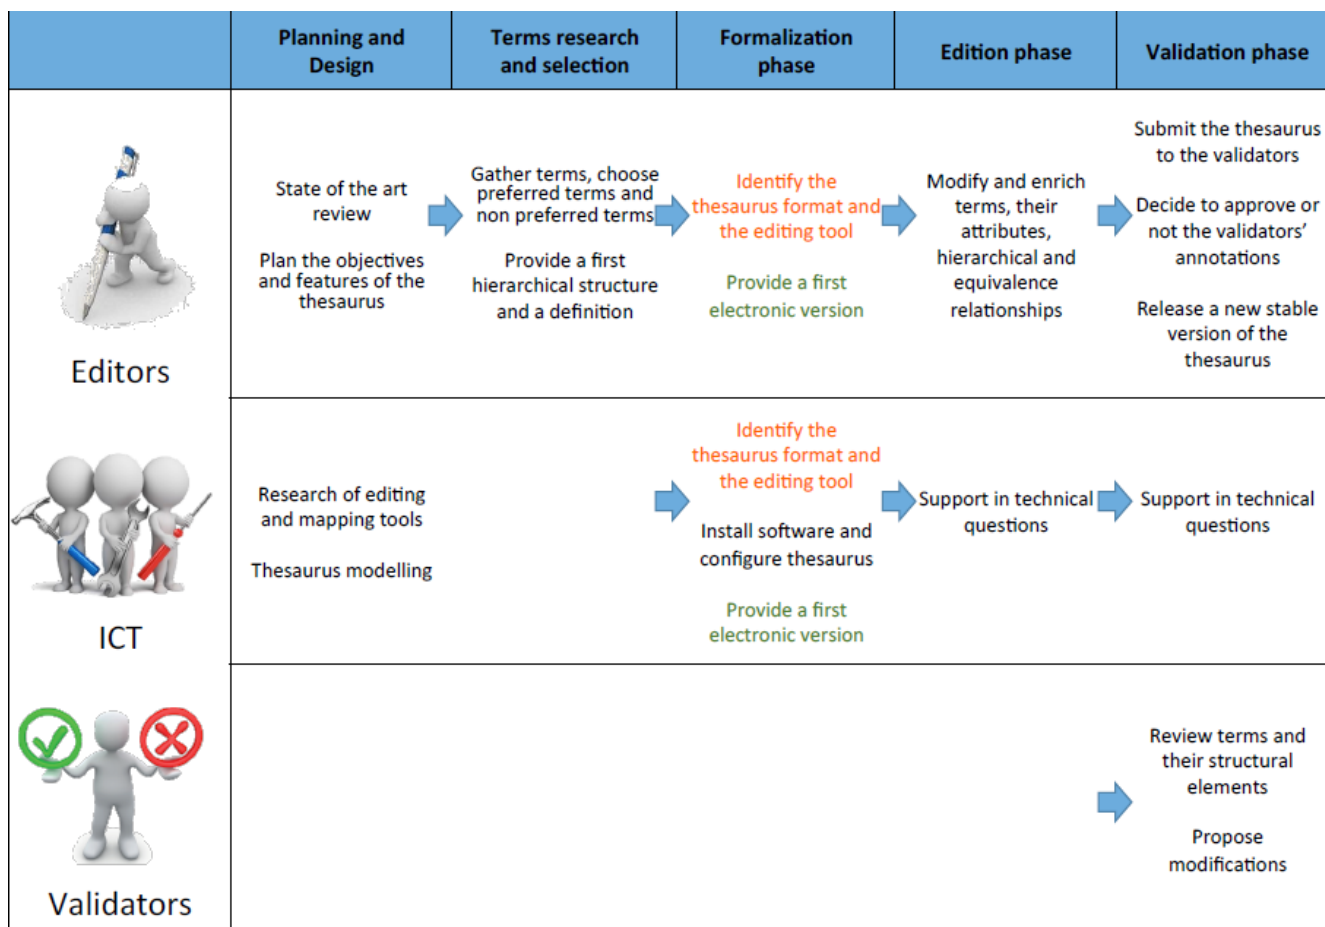 Planning and
Design
Terms research
and selection
Formalization
phase
Edition phase
Validation phase
Editors
State of the art
review
Plan the objectives
and features of the
thesaurus
Gather terms, choose
preferred terms and
non preferred terms
Provide a first
hierarchical structure
and a definition
Identify the
thesaurus format and
the editing tool
Provide a first
electronic version
Modify and enrich
terms, their
attributes,
hierarchical and
equivalence
relationships
Submit the thesaurus
to the validators
Decide to approve or
not the validators’
annotations
Release a new stable
version of the
thesaurus
ICT
Research of editing
and mapping tools
Thesaurus modelling
Identify the
thesaurus format and
the editing tool
Install software and
configure thesaurus
Provide a first
electronic version
Support in technical
questions
Support in technical
questions
Validators
Review terms and
their structural
elements
Propose
modifications